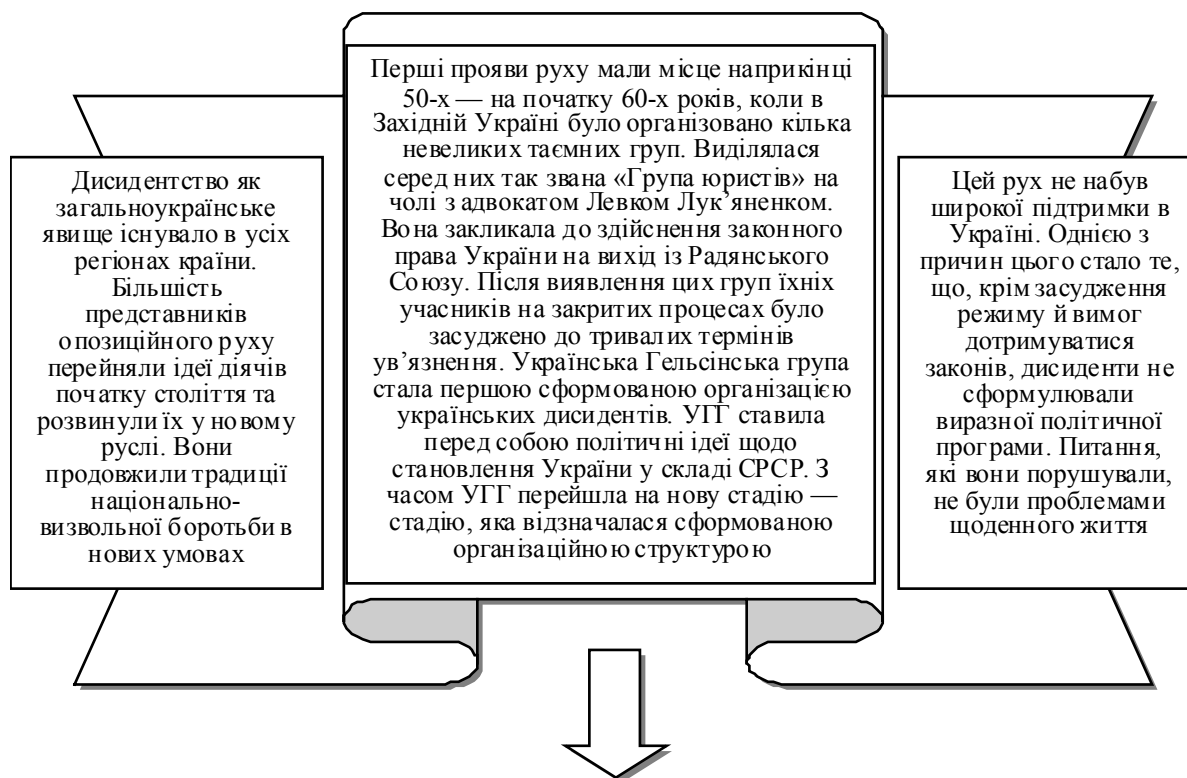 Дисидентство як
загальноукраїнське
явище існувало в усіх
регіонах країни.
Більшість
представників
опозиційного руху
перейняли ідеї діячів
початку століття та
розвинули їх у новому
руслі. Вони
продовжили традиції
національно-
визвольної боротьби в
нових умовах
Перші прояви руху мали місце наприкінці
50-х — на початку 60-х років, коли в
Західній Україні було організовано кілька
невеликих таємних груп. Виділялася
серед них так звана «Група юристів» на
чолі з адвокатом Левком Лук’яненком.
Вона закликала до здійснення законного
права України на вихід із Радянського
Союзу. Після виявлення цих груп їхніх
учасників на закритих процесах було
засуджено до тривалих термінів
ув’язнення. Українська Гельсінська група
стала першою сформованою організацією
українських дисидентів. УГГ ставила
перед собою політичні ідеї щодо
становлення України у складі СРСР. З
часом УГГ перейшла на нову стадію —
стадію, яка відзначалася сформованою
організаційною структурою
Цей рух не набув
широкої підтримки в
Україні. Однією з
причин цього стало те,
що, крім засудження
режиму й вимог
дотримуватися
законів, дисиденти не
сформулювали
виразної політичної
програми. Питання,
які вони порушували,
не були проблемами
щоденного життя